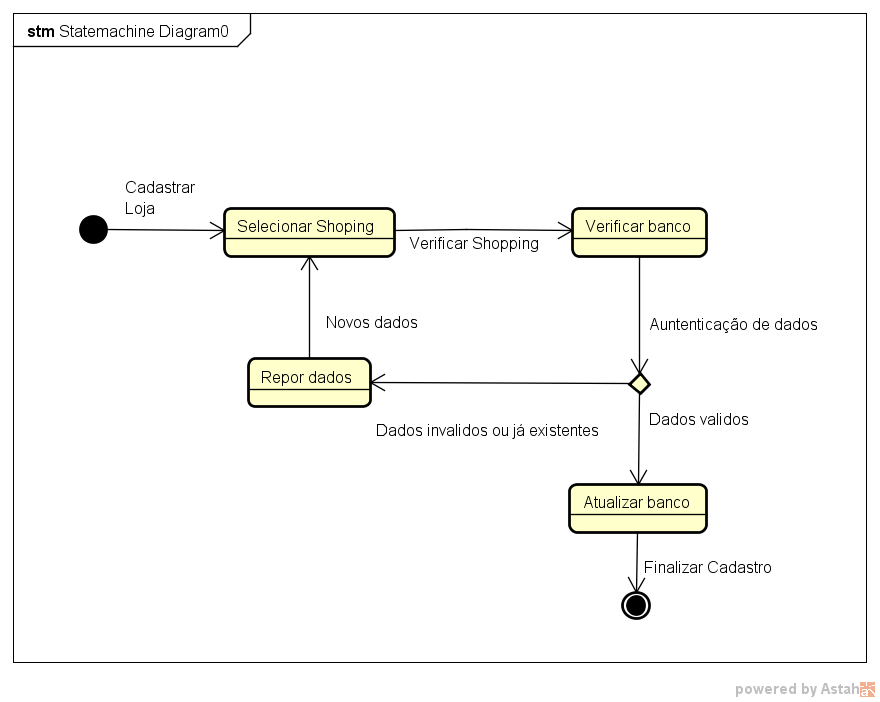 stm Statemachine Diagram0
Cadastrar
Loja
Selecionar Shoping
Verificar Shopping
Verificar banco
Novos dados
Auntenticação de dados
Repor dados
Dados invalidos ou já existentes
Dados validos
Atualizar banco
Finalizar Cadastro
powered by Astah